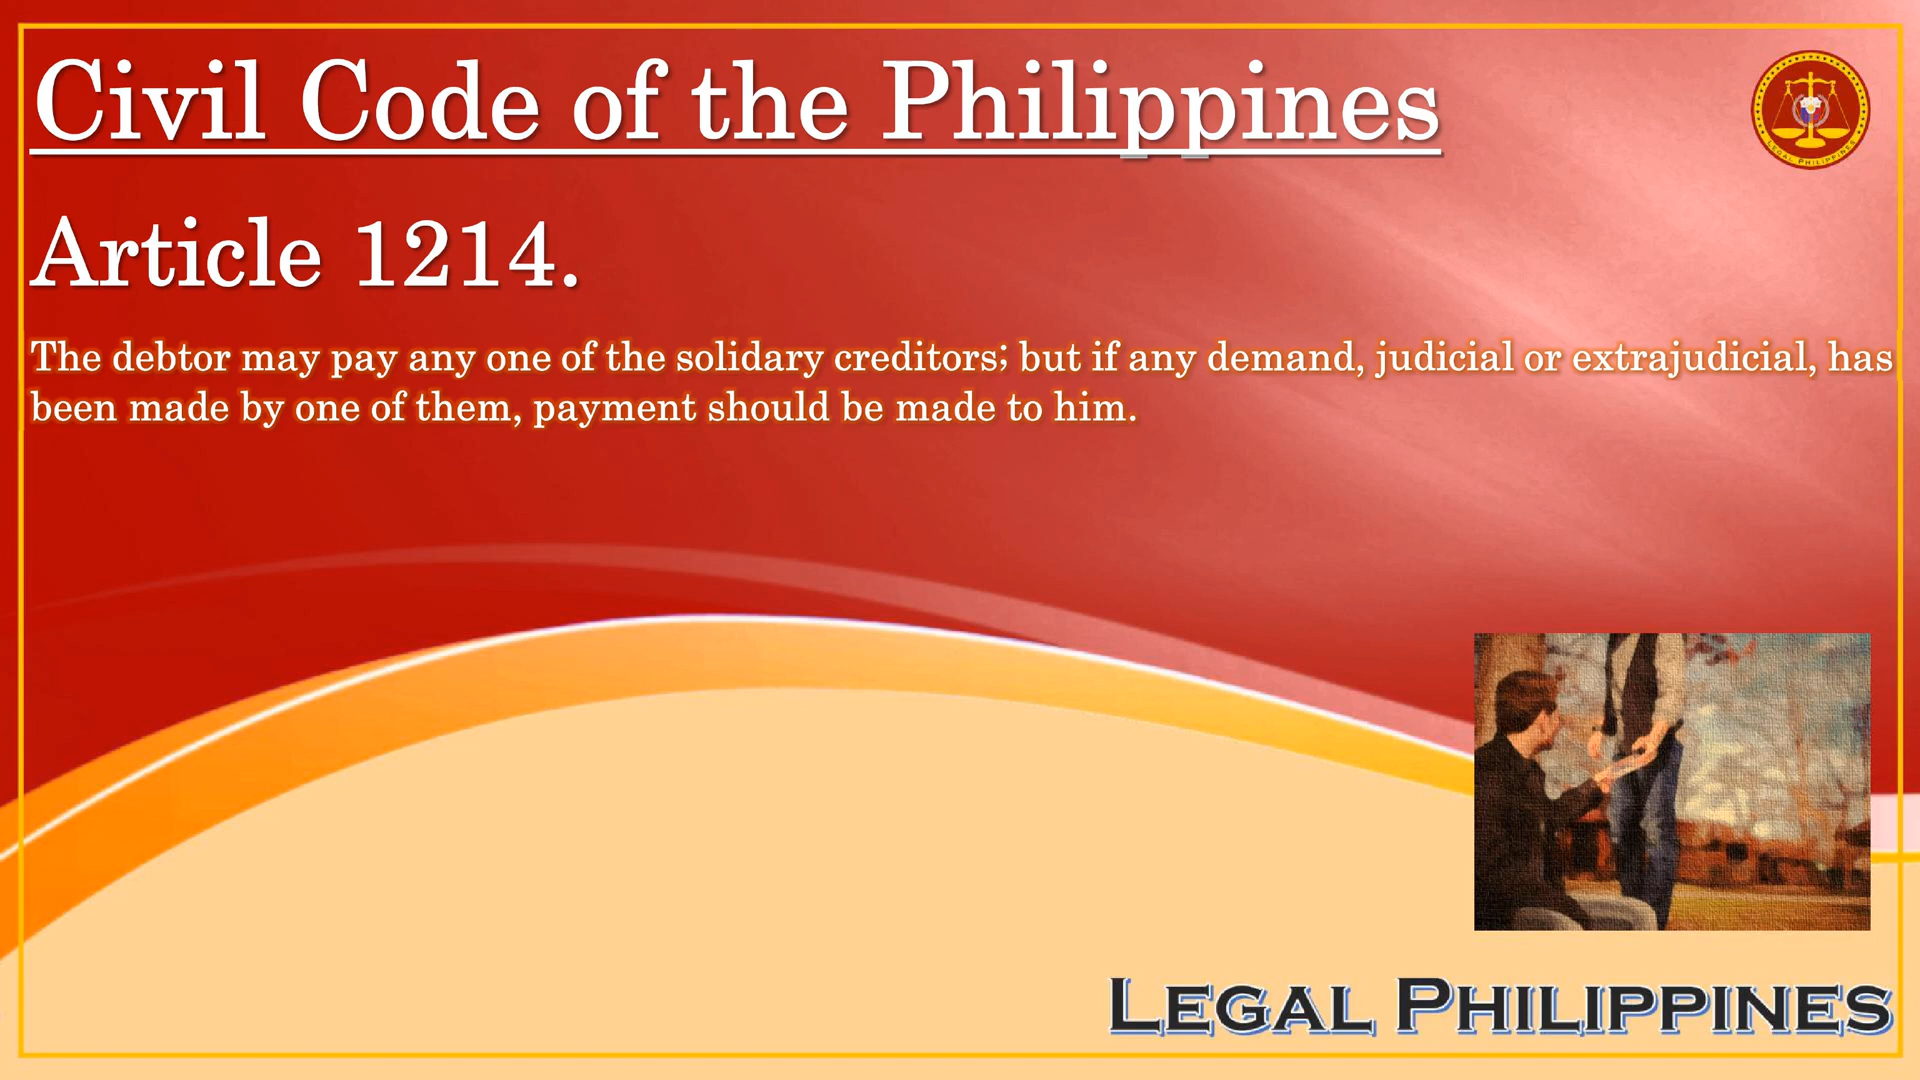 Civil Code of the Philippines
Article 1214.
The debtor may pay any one of the solidary creditors; but if any demand, judicial or extrajudicial, has
been made by one of them, payment should be made to him.
LEGAL PHILIPPINES
LEGAL PHILIPPINES